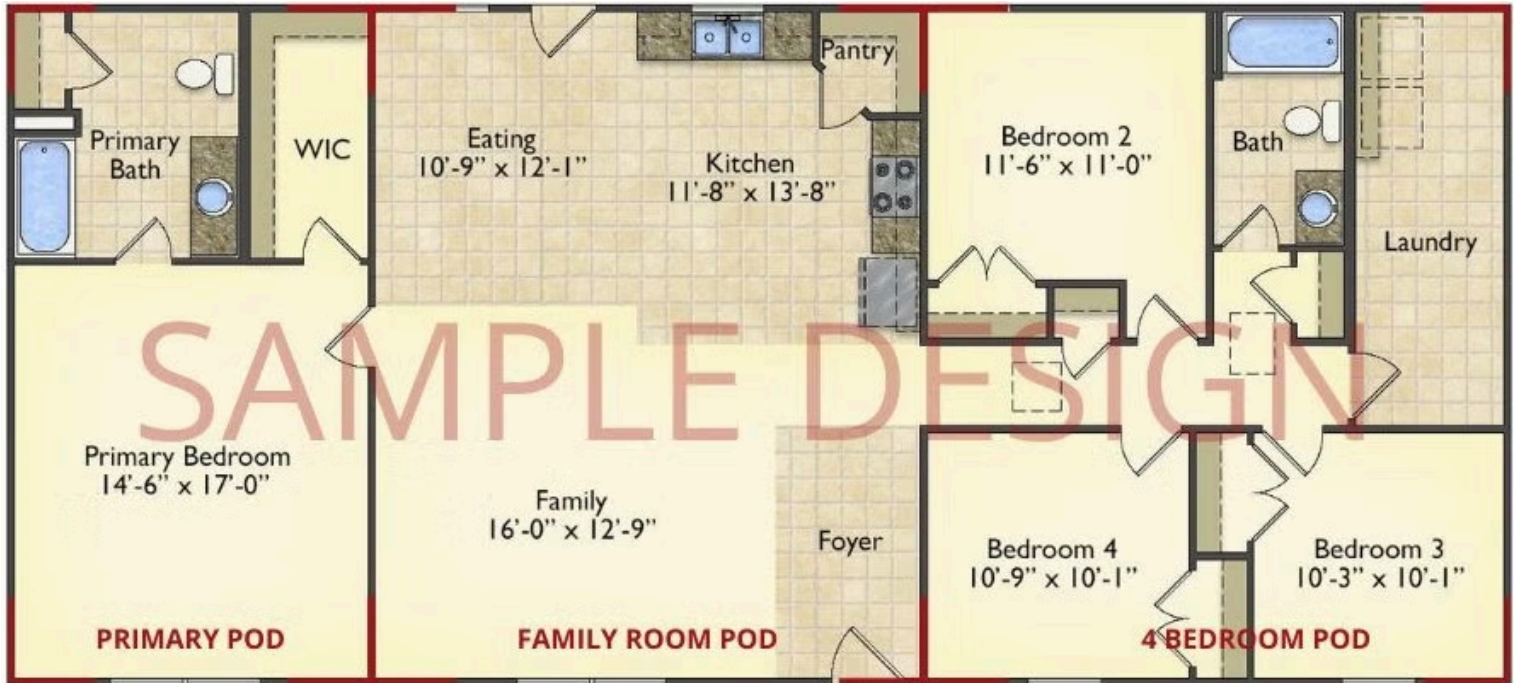 Pantry
Primary
Bath
WIC
Eating
10'-9" x 12'-1"
Kitchen
11'-8" x 13'-8"
Bedroom 2
11'-6" x 11'-0"
Bath
Laundry
SAMPLE DESIGN
Primary Bedroom
14'-6" x 17'-0"
Family
16'-0" x 12'-9"
Foyer
Bedroom 4
10'-9" x 10'-1"
Bedroom 3
10'-3" x 10'-1"
PRIMARY POD
FAMILY ROOM POD
4 BEDROOM POD